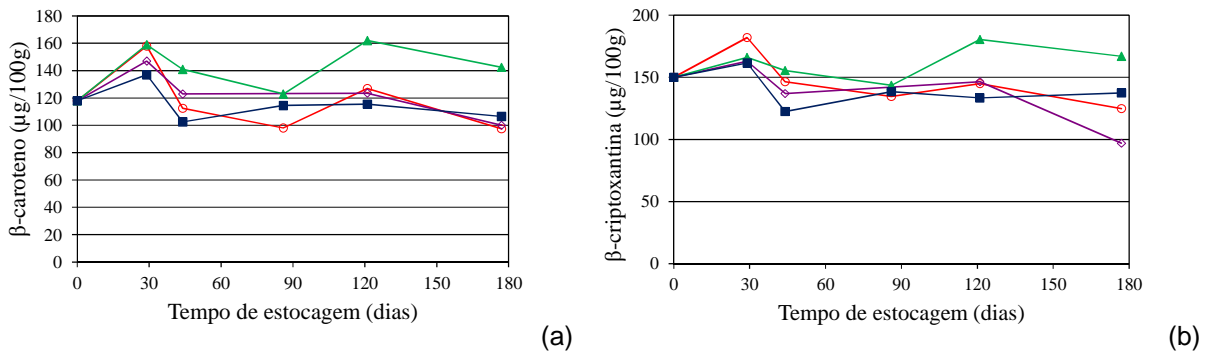 β-caroteno (µg/100g)
180
160
140
120
100
80
60
40
20
0
0 30 60 90 120 150 180
Tempo de estocagem (dias)
(a)
β-criptoxantina (µg/100g)
200
150
100
50
0
0 30 60 90 120 150 180
Tempo de estocagem (dias)
(b)